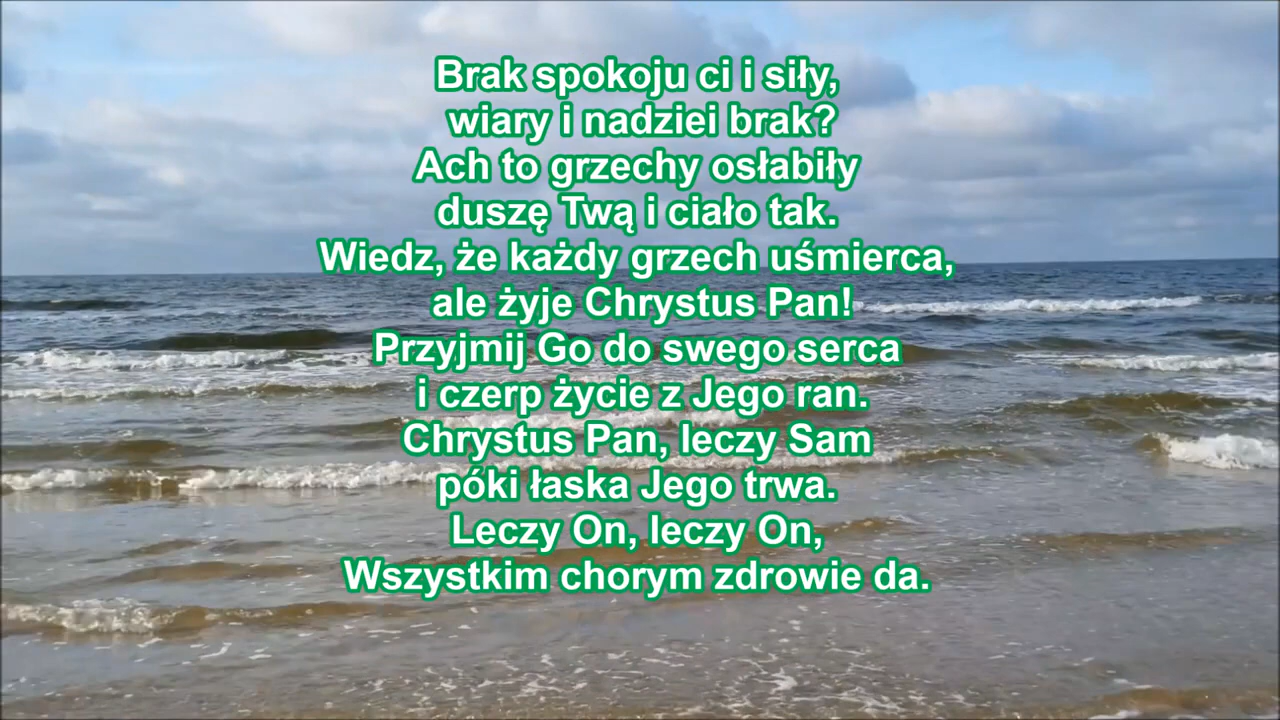 Brak spokoju ci i siły,
wiary i nadziei brak?
Ach to grzechy osłabiły
duszę Twą i ciało tak.
Wiedz, że każdy grzech uśmierca,
ale żyje Chrystus Pan!
Przyjmij Go do swego serca
i czerp życie z Jego ran.
Chrystus Pan, leczy Sam
póki łaska Jego trwa.
Leczy On, leczy On,
Wszystkim chorym zdrowie da.